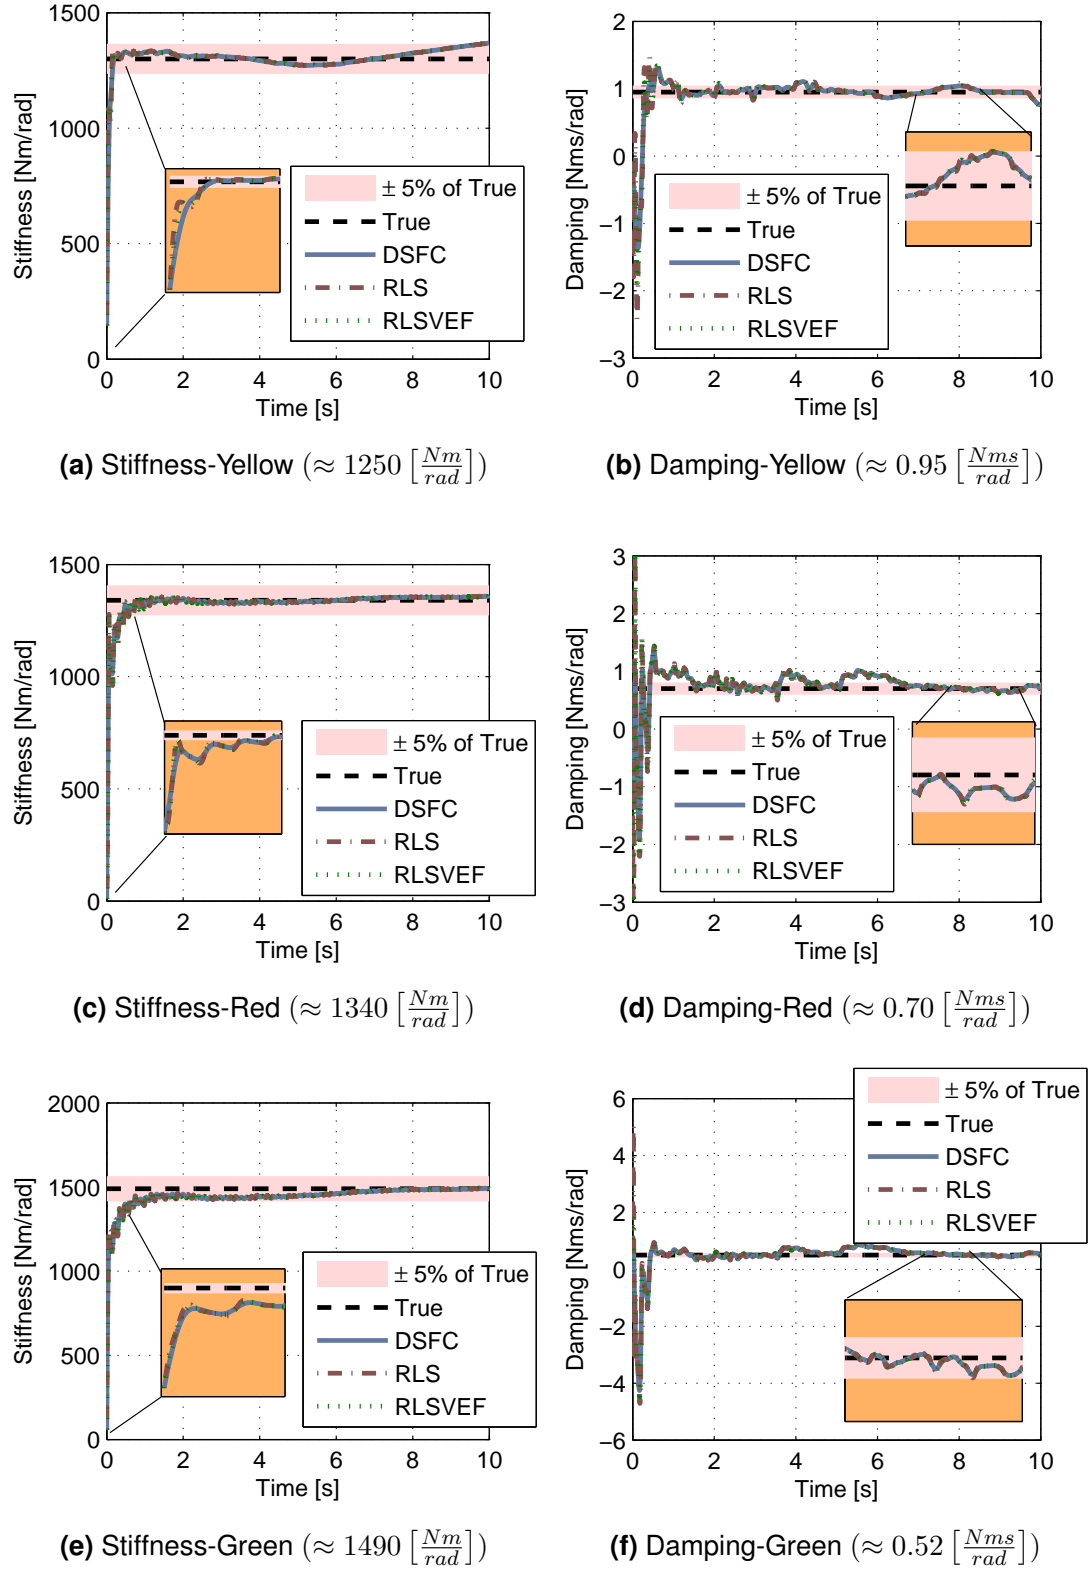 1500
1000
500
0
Stiffness [Nm/rad]
± 5% of True
True
DSFC
RLS
RLSVEF
0 2 4 6 8 10
Time [s]
(a) Stiffness-Yellow (≈ 1250 [Nm/rad])
2
1
0
−1
−2
−3
Damping [Nms/rad]
± 5% of True
True
DSFC
RLS
RLSVEF
0 2 4 6 8 10
Time [s]
(b) Damping-Yellow (≈ 0.95 [Nms/rad])
1500
1000
500
0
Stiffness [Nm/rad]
± 5% of True
True
DSFC
RLS
RLSVEF
0 2 4 6 8 10
Time [s]
(c) Stiffness-Red (≈ 1340 [Nm/rad])
3
2
1
0
−1
−2
−3
Damping [Nms/rad]
± 5% of True
True
DSFC
RLS
RLSVEF
0 2 4 6 8 10
Time [s]
(d) Damping-Red (≈ 0.70 [Nms/rad])
2000
1500
1000
500
0
Stiffness [Nm/rad]
± 5% of True
True
DSFC
RLS
RLSVEF
0 2 4 6 8 10
Time [s]
(e) Stiffness-Green (≈ 1490 [Nm/rad])
6
4
2
0
−2
−4
−6
Damping [Nms/rad]
± 5% of True
True
DSFC
RLS
RLSVEF
0 2 4 6 8 10
Time [s]
(f) Damping-Green (≈ 0.52 [Nms/rad])